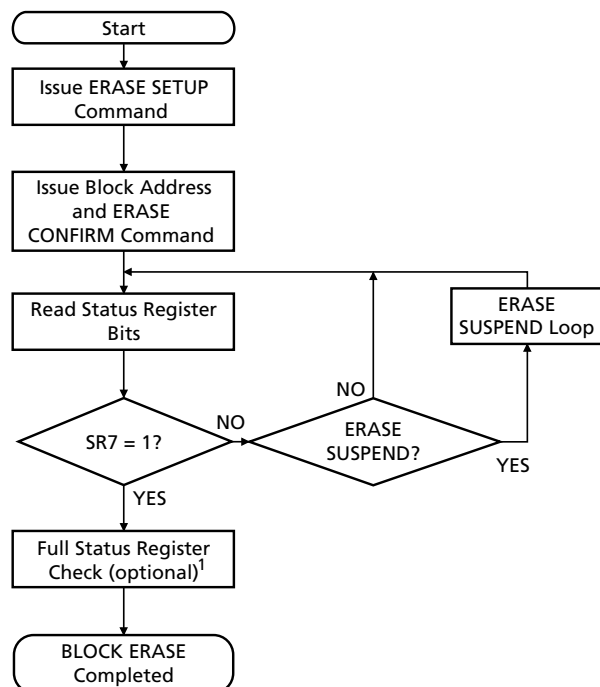 Start
Issue ERASE SETUP
Command
Issue Block Address
and ERASE
CONFIRM Command
Read Status Register
Bits
ERASE
SUSPEND Loop
SR7 = 1?
NO
ERASE
SUSPEND?
NO
YES
YES
Full Status Register
Check (optional)1
BLOCK ERASE
Completed